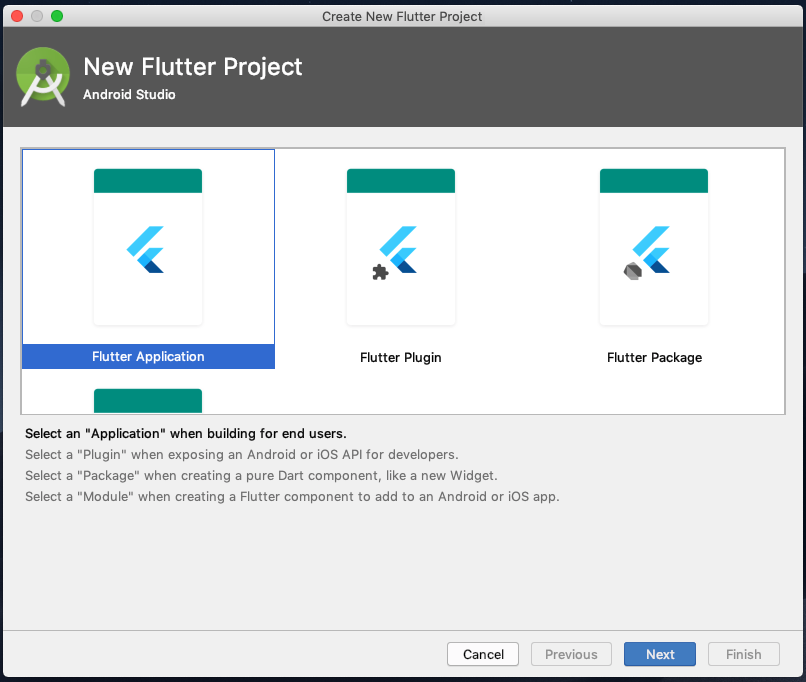 Create New Flutter Project
New Flutter Project
Android Studio
Flutter Application
Flutter Plugin
Flutter Package
Select an "Application" when building for end users.
Select a "Plugin" when exposing an Android or iOS API for developers.
Select a "Package" when creating a pure Dart component, like a new Widget.
Select a "Module" when creating a Flutter component to add to an Android or iOS app.
Cancel
Previous
Next
Finish